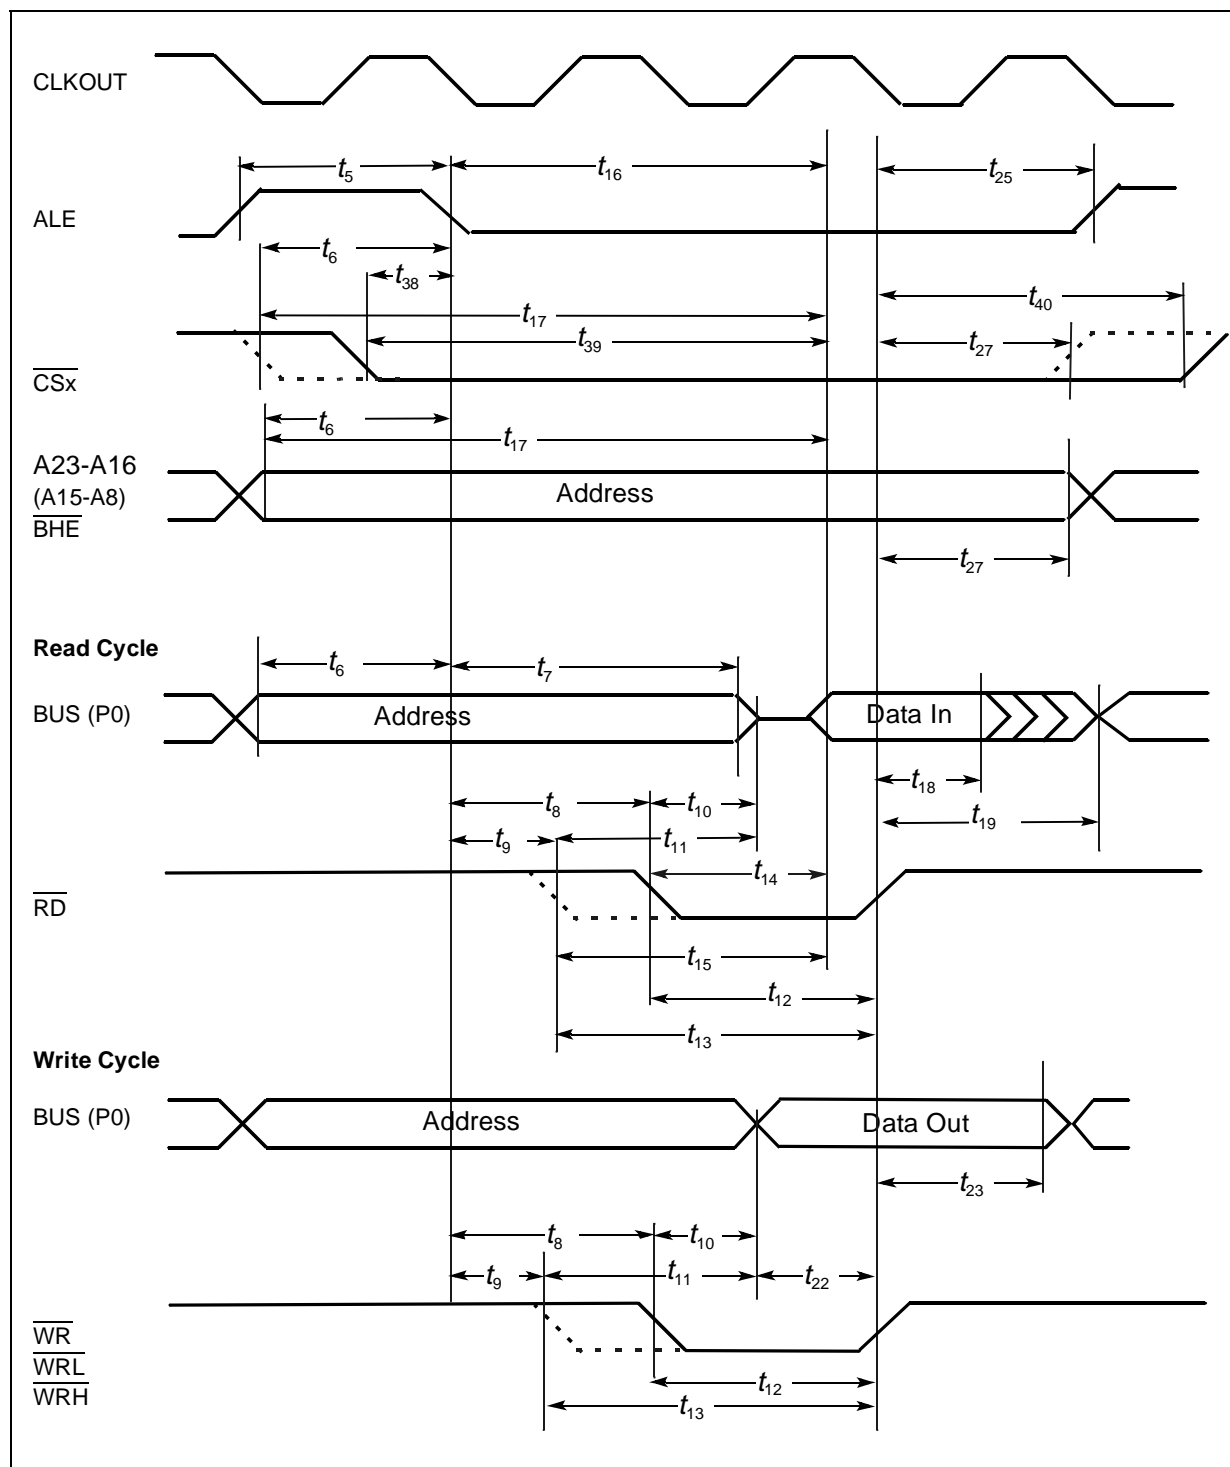 CLKOUT
t5
t16
t25
ALE
t6
t38
t40
t17
t39
t27
CSx
t6
t17
A23-A16
(A15-A8)
BHE
Address
t27
Read Cycle
t6
t7
BUS (P0)
Address
Data In
t18
t8
t10
t19
t9
t11
t14
RD
t15
t12
t13
Write Cycle
BUS (P0)
Address
Data Out
t23
t8
t10
t9
t11
t22
WR
WRL
WRH
t12
t13